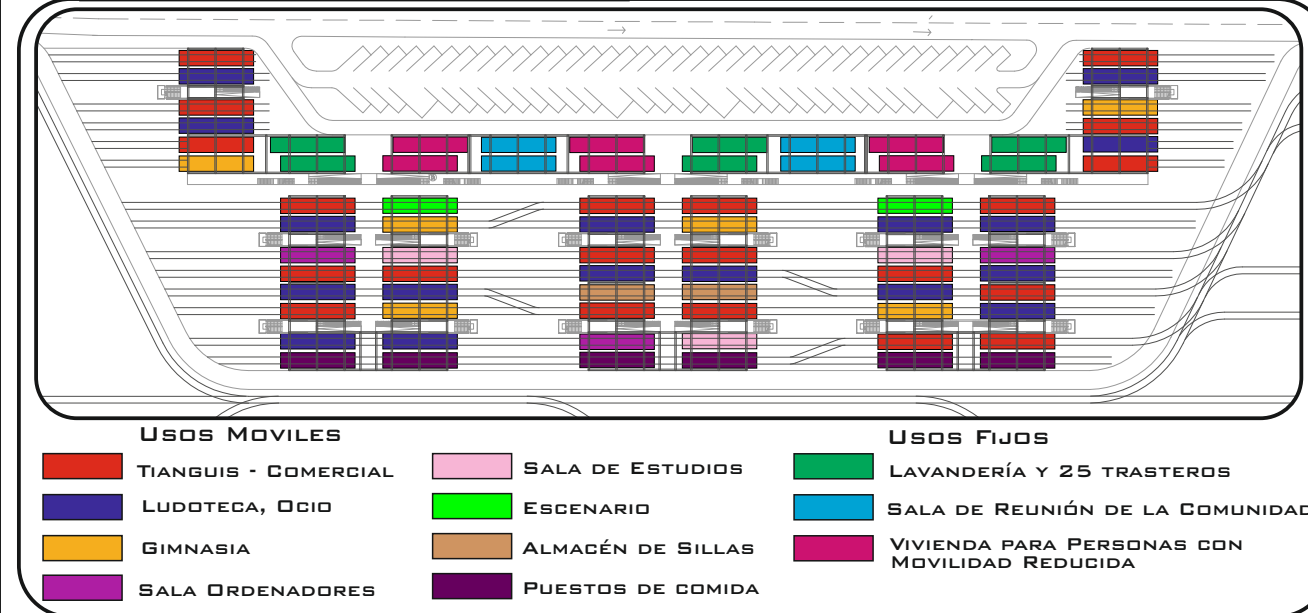 Usos Moviles
Tianguis - Comercial
Ludoteca, Ocio
Gimnasia
Sala Ordenadores
Sala de Estudios
Escenario
Almacén de Sillas
Puestos de comida
Usos Fijos
Lavandería y 25 trasteros
Sala de Reunión de la Comunidad
Vivienda para Personas con
Movilidad Reducida